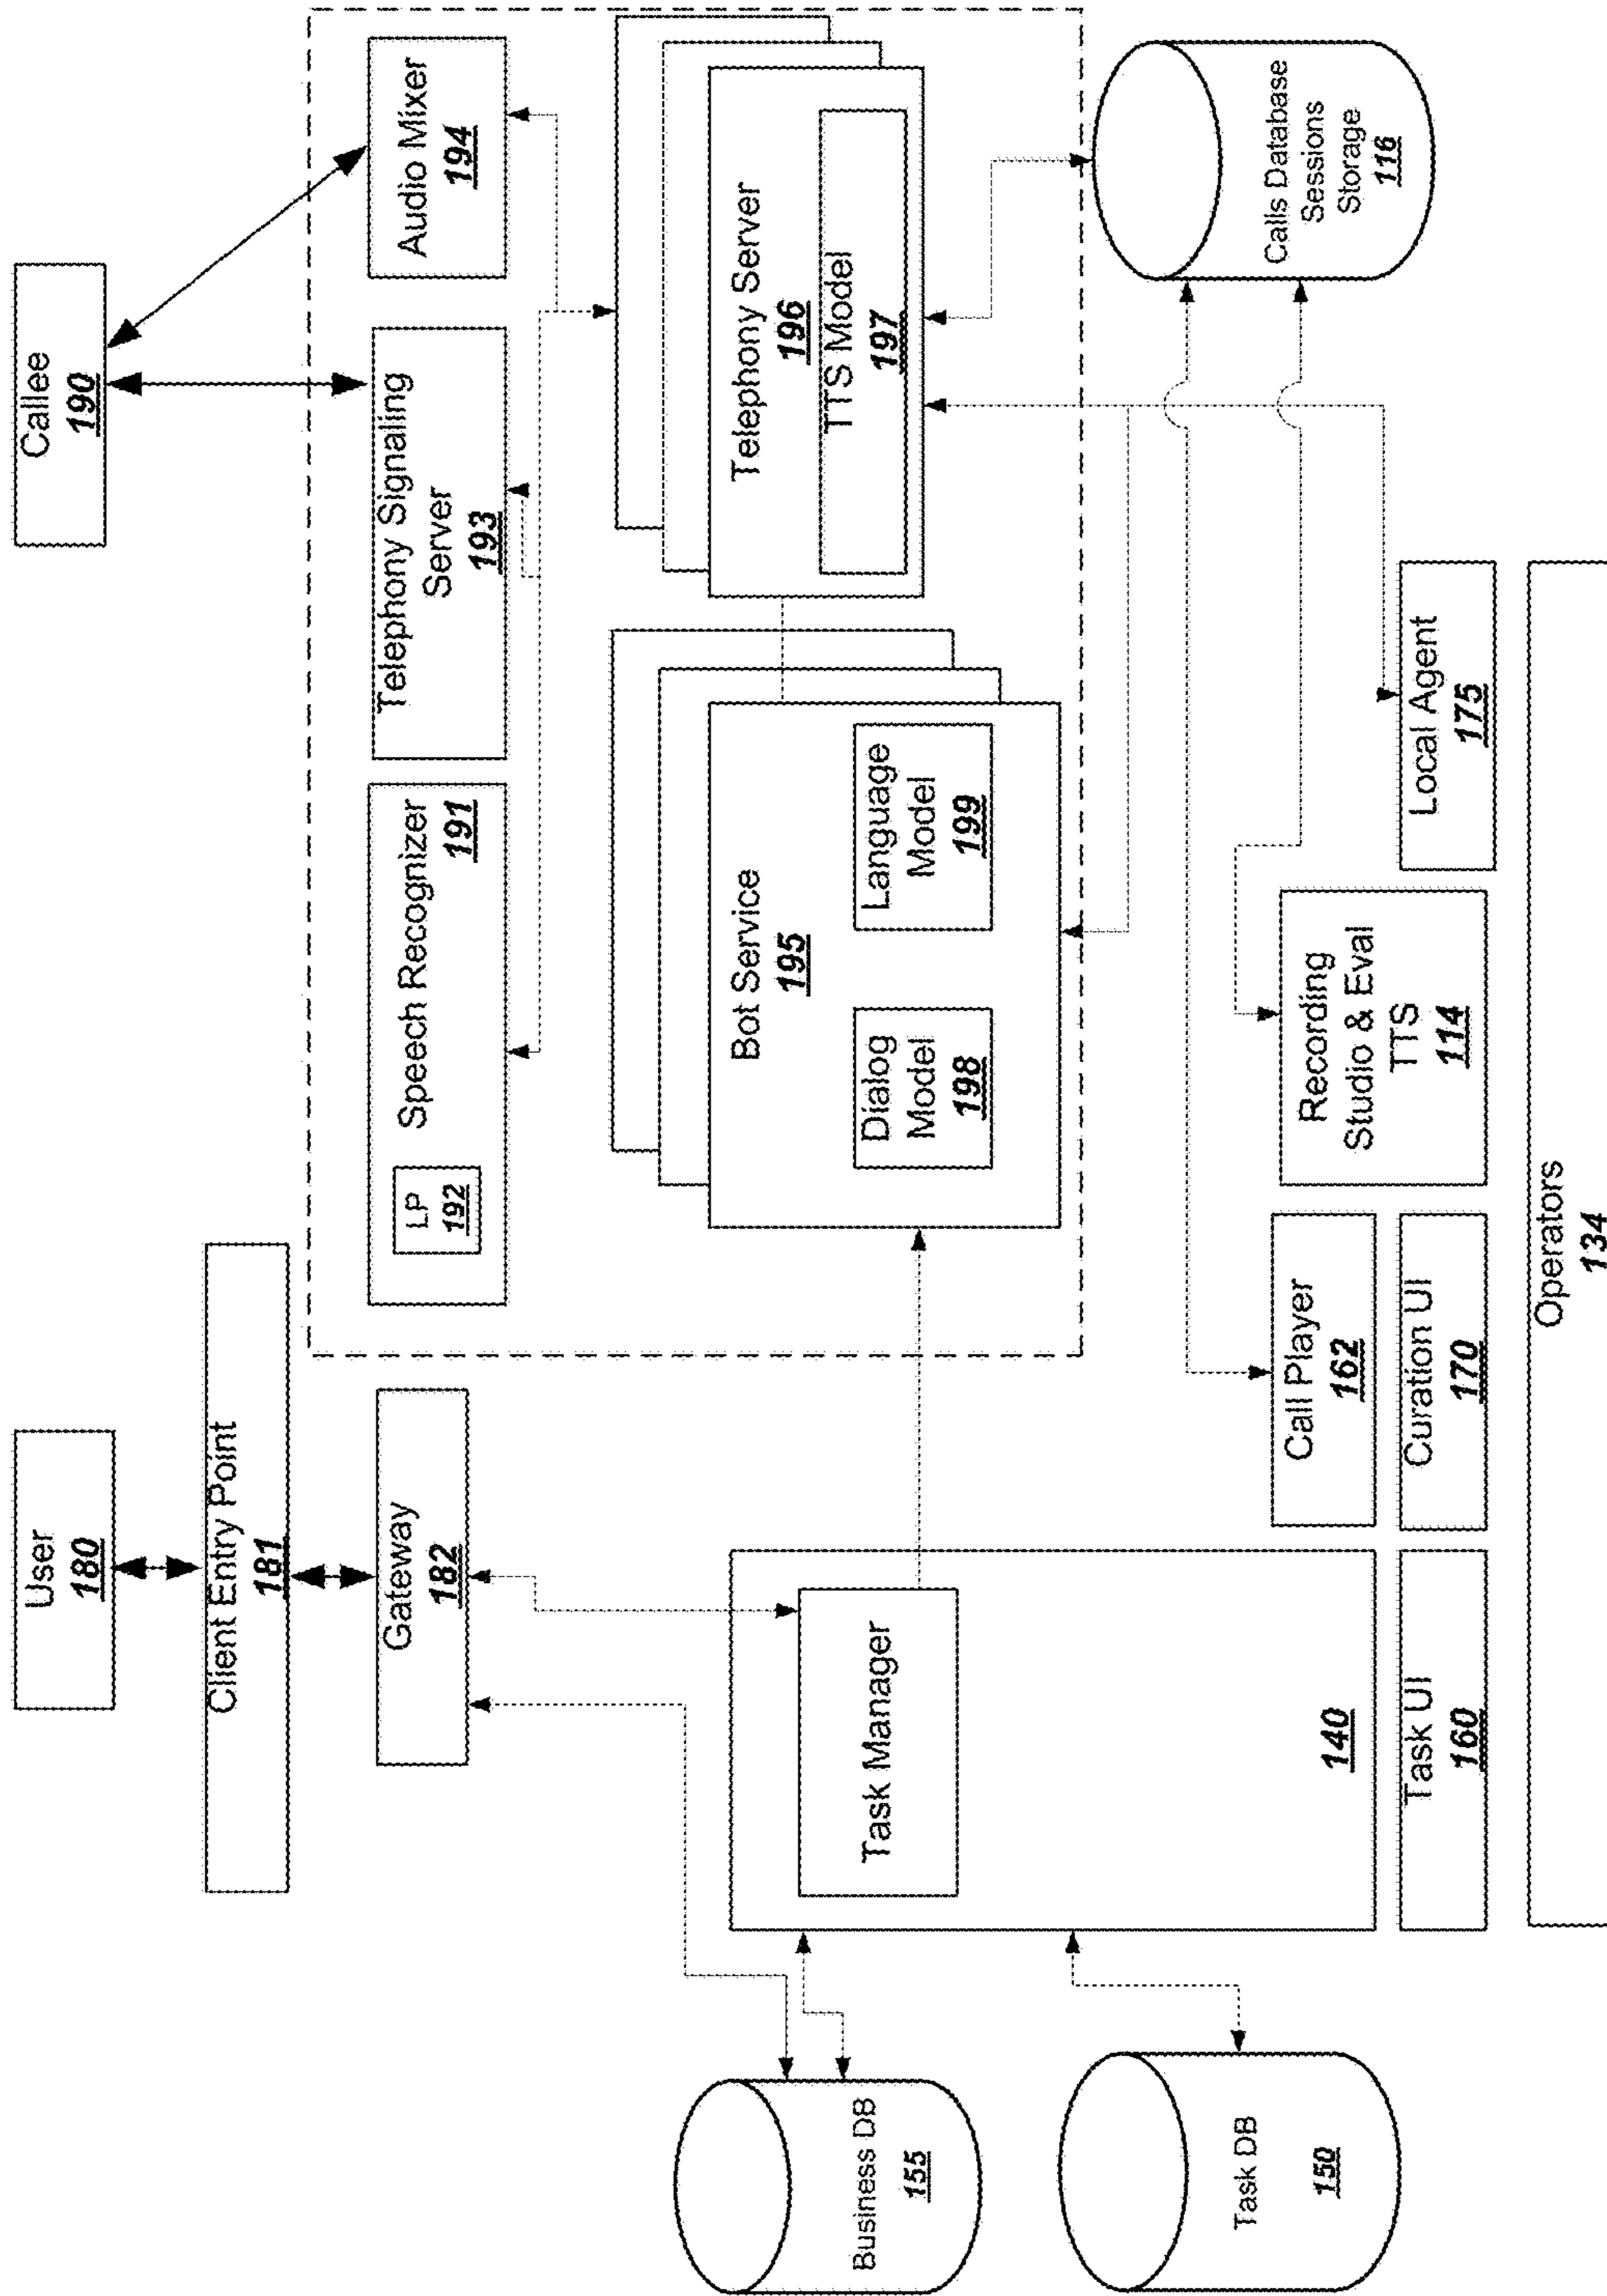 User
180
Client Entry Point
181
Gateway
182
Callee
190
Speech Recognizer
191
LP
192
Telephony Signaling
Server
193
Audio Mixer
194
Bot Service
195
Dialog
Model
198
Language
Model
199
Telephony Server
196
TTS Model
197
Task Manager
140
Business DB
155
Task DB
150
Calls Database
Sessions
Storage
116
Call Player
162
Recording
Studio & Eval
TTS
114
Task UI
160
Curation UI
170
Local Agent
175
Operators
134